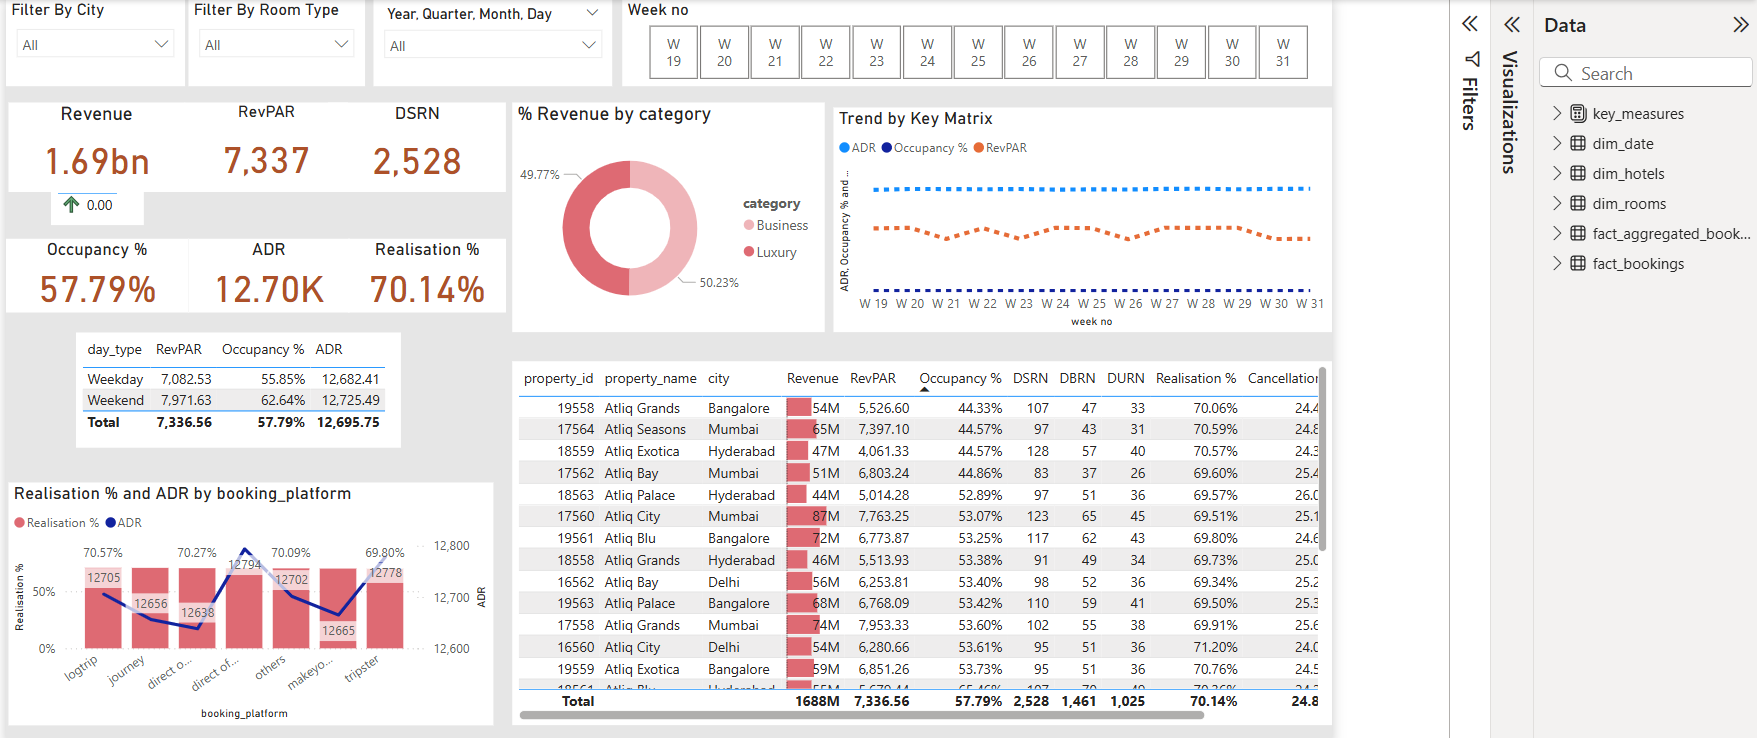 Filter By City
All
Filter By Room Type
All
Year, Quarter, Month, Day
All
Week no
W 19
W 20
W 21
W 22
W 23
W 24
W 25
W 26
W 27
W 28
W 29
W 30
W 31
Revenue
1.69bn
0.00
RevPAR
7,337
DSRN
2,528
Occupancy %
57.79%
ADR
12.70K
Realisation %
70.14%
% Revenue by category
49.77%
50.23%
category
Business
Luxury
Trend by Key Matrix
ADR Occupancy % RevPAR
ADR, Occupancy % and ...
W 19 W 20 W 21 W 22 W 23 W 24 W 25 W 26 W 27 W 28 W 29 W 30 W 31
week no
day_type RevPAR Occupancy % ADR
Weekday 7,082.53 55.85% 12,682.41
Weekend 7,971.63 62.64% 12,725.49
Total 7,336.56 57.79% 12,695.75
Realisation % and ADR by booking_platform
Realisation % ADR
Realisation %
50%
0%
70.57% 70.27% 70.09% 69.80%
12705 12656 12638 12794 12702 12665 12778
12,800
12,700
12,600
ADR
logtrip journey direct o... direct of... others makeyo... tripster
booking_platform
property_id property_name city Revenue RevPAR Occupancy % DSRN DBRN DURN Realisation % Cancellation
19558 Atliq Grands Bangalore 54M 5,526.60 44.33% 107 47 33 70.06% 24.4
17564 Atliq Seasons Mumbai 65M 7,397.10 44.57% 97 43 31 70.59% 24.8
18559 Atliq Exotica Hyderabad 47M 4,061.33 44.57% 128 57 40 70.57% 24.3
17562 Atliq Bay Mumbai 51M 6,803.24 44.86% 83 37 26 69.60% 25.4
18563 Atliq Palace Hyderabad 44M 5,014.28 52.89% 97 51 36 69.57% 26.0
17560 Atliq City Mumbai 87M 7,763.25 53.07% 123 65 45 69.51% 25.1
19561 Atliq Blu Bangalore 72M 6,773.87 53.25% 117 62 43 69.80% 24.6
18558 Atliq Grands Hyderabad 46M 5,513.93 53.38% 91 49 34 69.73% 25.0
16562 Atliq Bay Delhi 56M 6,253.81 53.40% 98 52 36 69.34% 25.2
19563 Atliq Palace Bangalore 68M 6,768.09 53.42% 110 59 41 69.50% 25.3
17558 Atliq Grands Mumbai 74M 7,953.33 53.60% 102 55 38 69.91% 25.6
16560 Atliq City Delhi 54M 6,280.66 53.61% 95 51 36 71.20% 24.0
19559 Atliq Exotica Bangalore 59M 6,851.26 53.73% 95 51 36 70.76% 24.5
Total 1688M 7,336.56 57.79% 2,528 1,461 1,025 70.14% 24.8
Filters
Visualizations
Data
Search
key_measures
dim_date
dim_hotels
dim_rooms
fact_aggregated_book...
fact_bookings